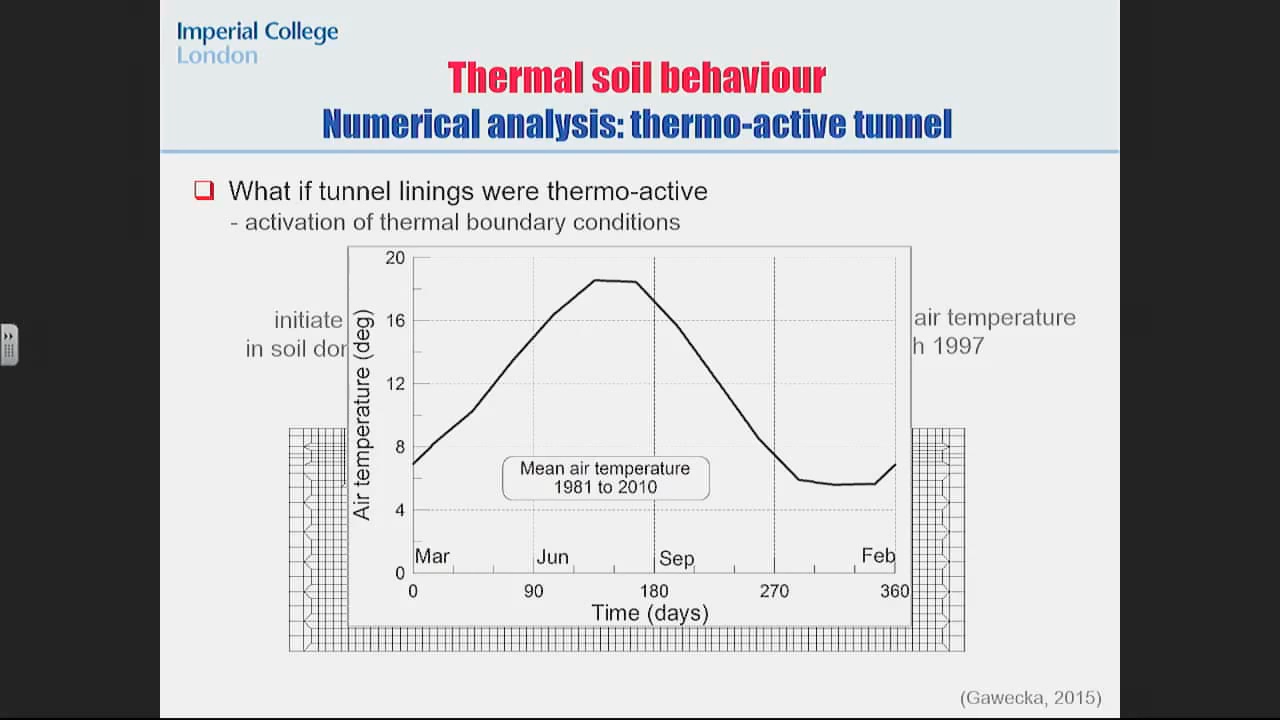 Imperial College
London
Thermal soil behaviour
Numerical analysis: thermo-active tunnel
What if tunnel linings were thermo-active
- activation of thermal boundary conditions
initiate
in soil
air temperature
1997
20
16
12
8
4
0
Air temperature (deg)
Mean air temperature
1981 to 2010
Mar
Jun
Sep
Feb
0
90
180
270
360
Time (days)
(Gawecka, 2015)